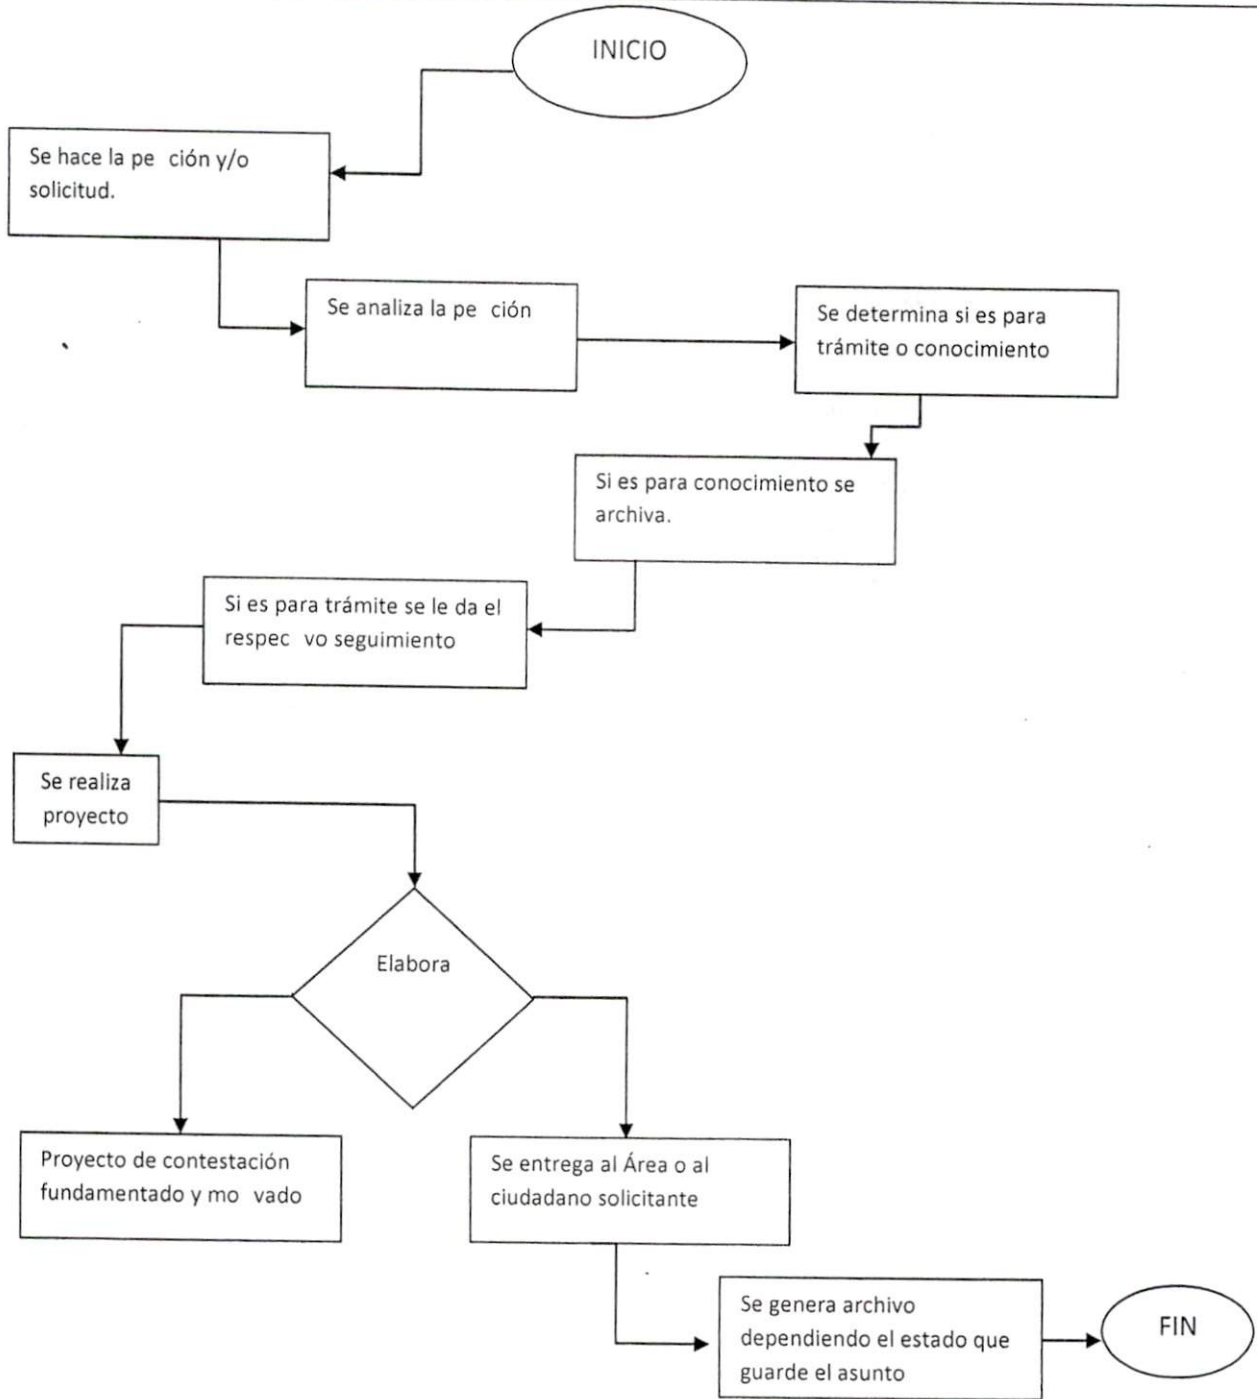 INICIO
Se hace la pe ción y/o
solicitud.
Se analiza la pe ción
Se determina si es para
trámite o conocimiento
Si es para conocimiento se
archiva.
Si es para trámite se le da el
respec vo seguimiento
Se realiza
proyecto
Elabora
Proyecto de contestación
fundamentado y mo vado
Se entrega al Área o al
ciudadano solicitante
Se genera archivo
dependiendo el estado que
guarde el asunto
FIN